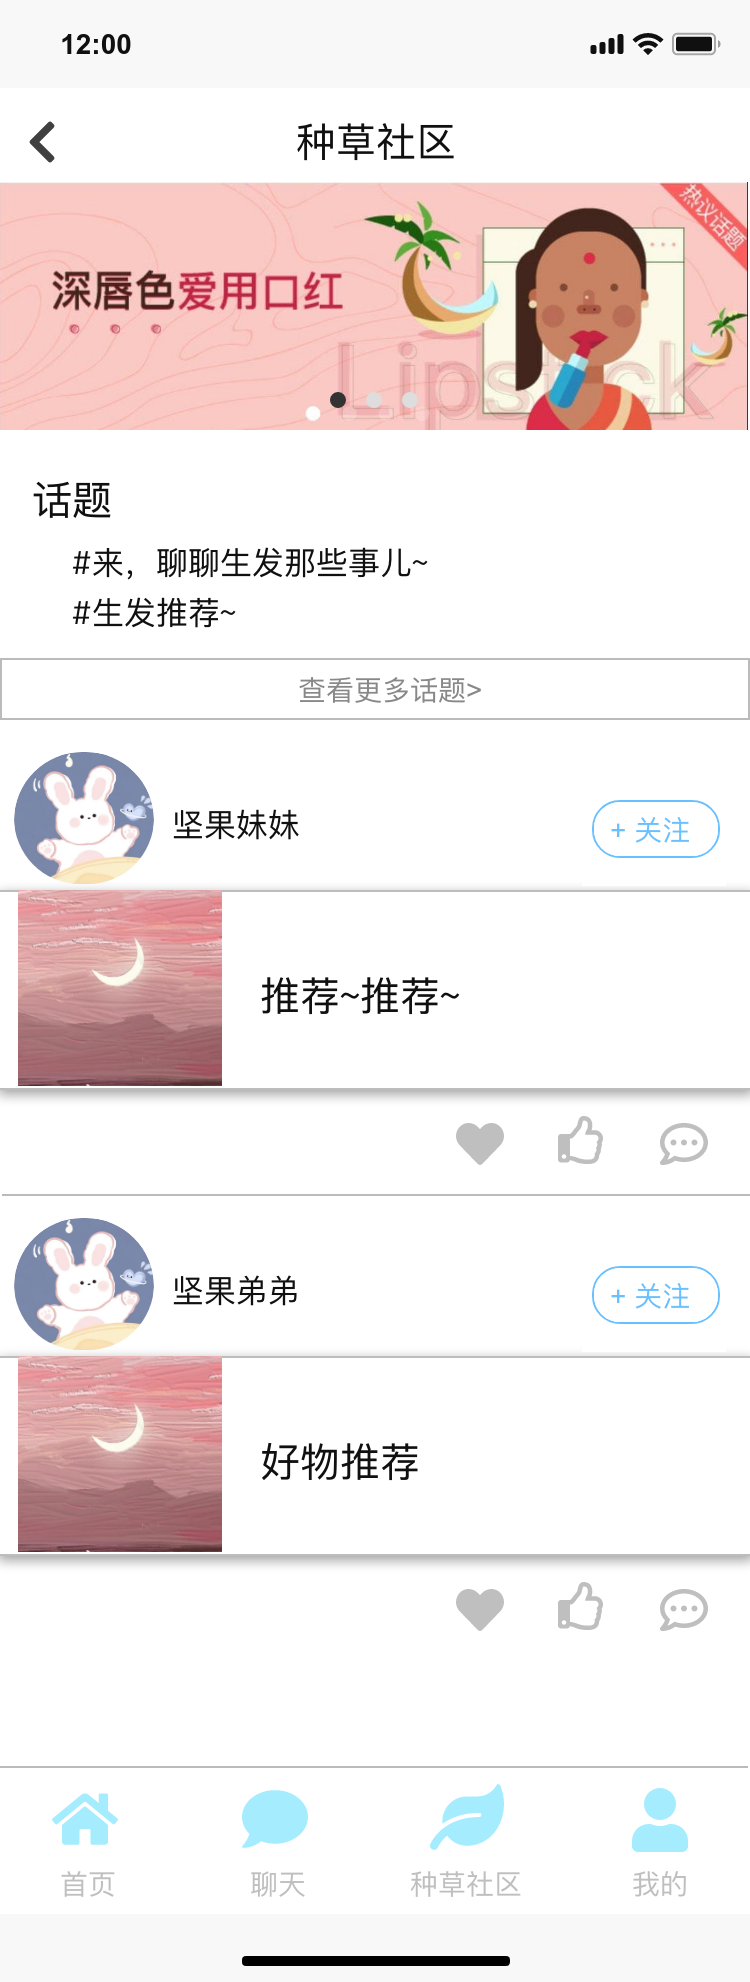 12:00
种草社区
热议话题
深唇色爱用口红
Lipstick
话题
#来，聊聊生发那些事儿~
#生发推荐~
查看更多话题>
坚果妹妹
+ 关注
推荐~推荐~
坚果弟弟
+ 关注
好物推荐
首页
聊天
种草社区
我的